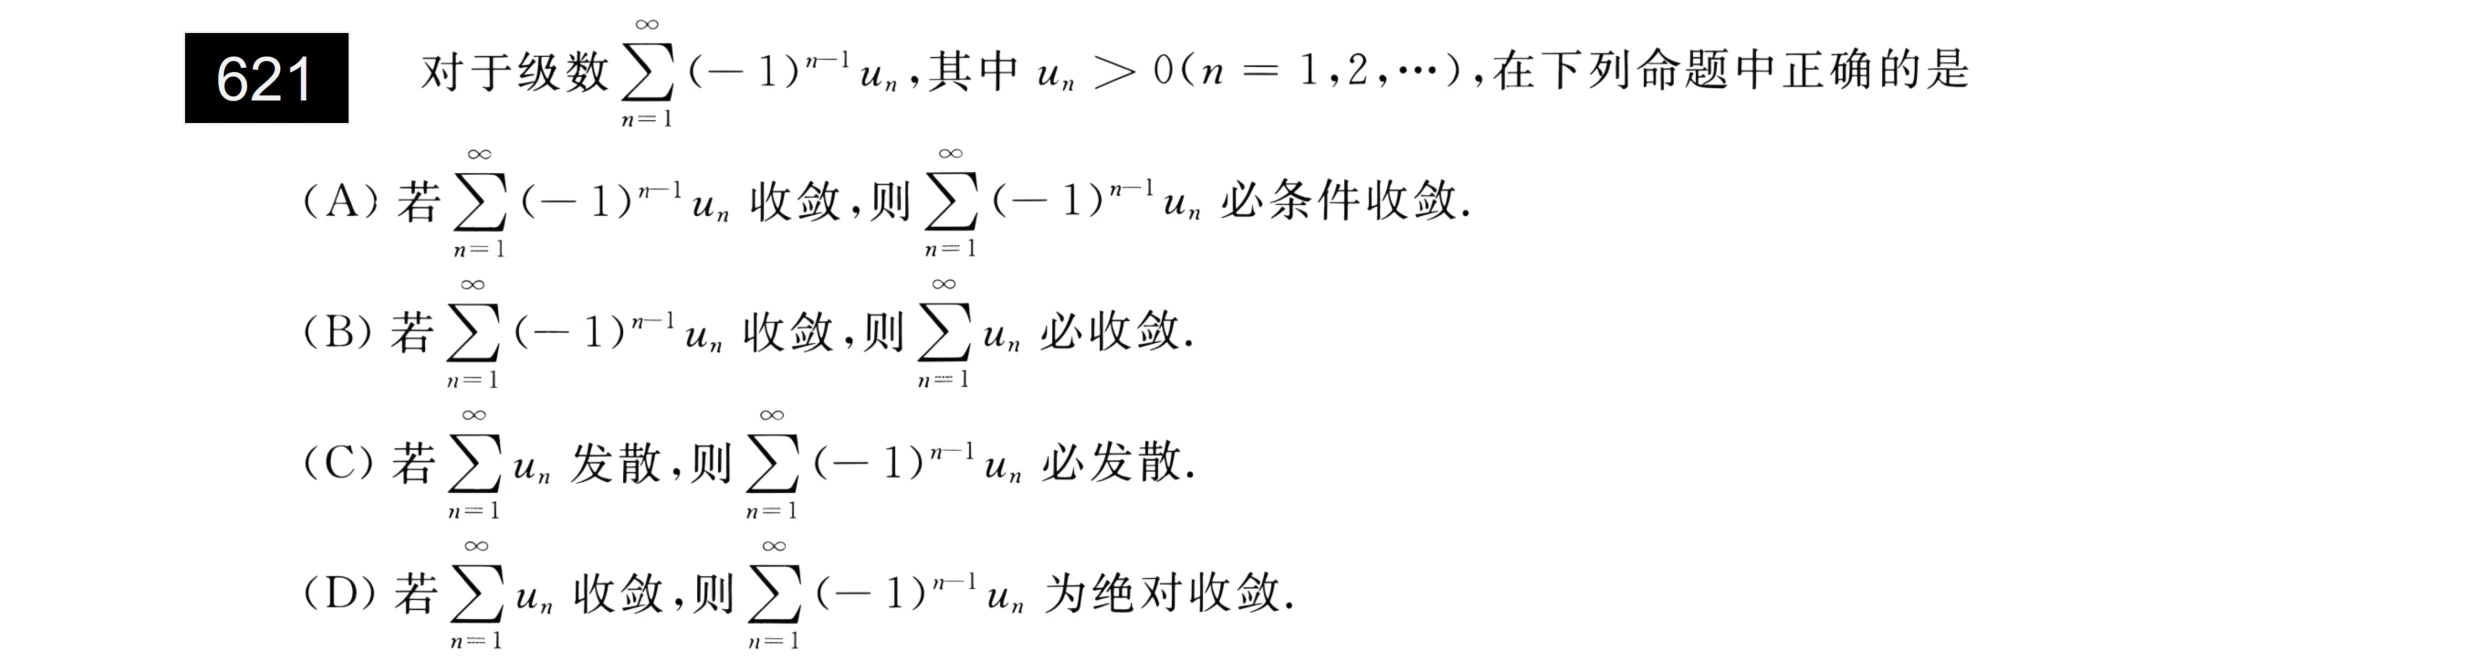 621 对于级数$\sum_{n=1}^{\infty}(-1)^{n-1}u_n$,其中 $u_n > 0(n = 1,2,\cdots)$,在下列命题中正确的是
(A) 若$\sum_{n=1}^{\infty}(-1)^{n-1}u_n$ 收敛,则$\sum_{n=1}^{\infty}(-1)^{n-1}u_n$ 必条件收敛.
(B) 若$\sum_{n=1}^{\infty}(-1)^{n-1}u_n$ 收敛,则$\sum_{n=1}^{\infty}u_n$ 必收敛.
(C) 若$\sum_{n=1}^{\infty}u_n$ 发散,则$\sum_{n=1}^{\infty}(-1)^{n-1}u_n$ 必发散.
(D) 若$\sum_{n=1}^{\infty}u_n$ 收敛,则$\sum_{n=1}^{\infty}(-1)^{n-1}u_n$ 为绝对收敛.